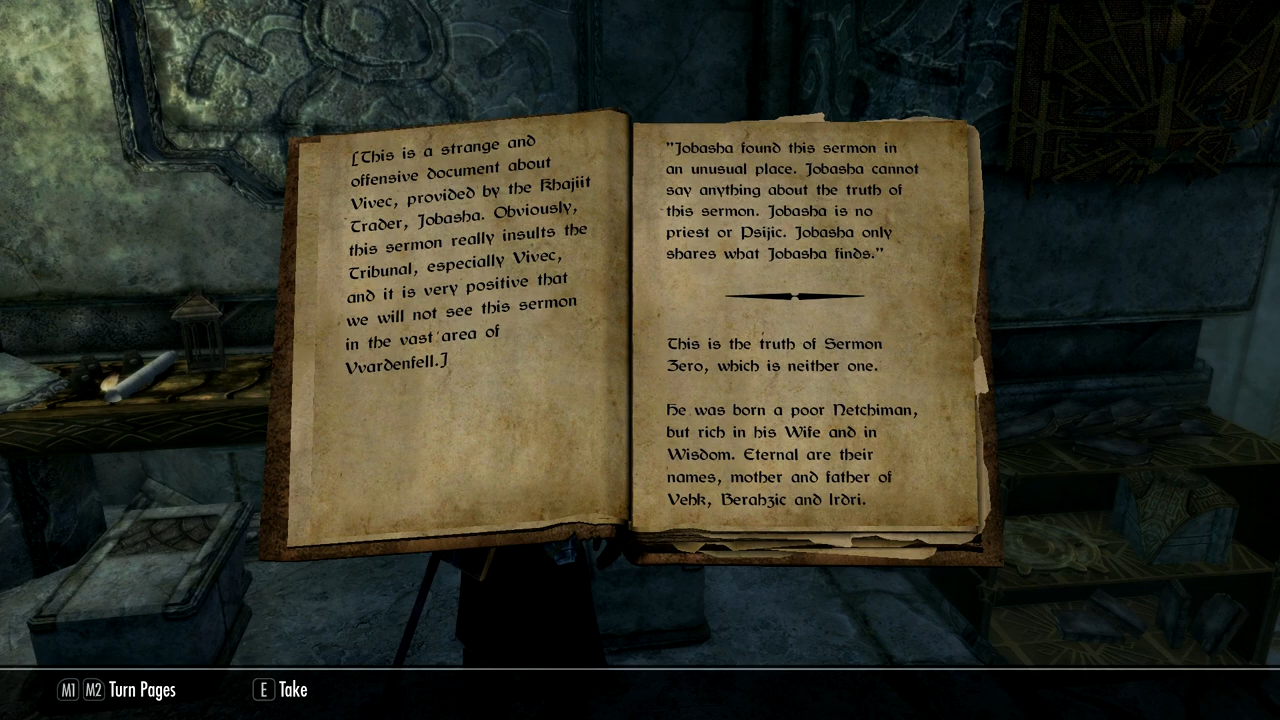 [This is a strange and
offensive document about
Vivec, provided by the Khajiit
Trader, Jobasha. Obviously,
this sermon really insults the
Tribunal, especially Vivec,
and it is very positive that
we will not see this sermon
in the vast area of
Vvardenfell.]
"Jobasha found this sermon in
an unusual place. Jobasha cannot
say anything about the truth of
this sermon. Jobasha is no
priest or Psijic. Jobasha only
shares what Jobasha finds."
This is the truth of Sermon
Zero, which is neither one.
He was born a poor Netchiman,
but rich in his Wife and in
Wisdom. Eternal are their
names, mother and father of
Vehk, Berahzic and Irdri.
M1 M2 Turn Pages
E Take